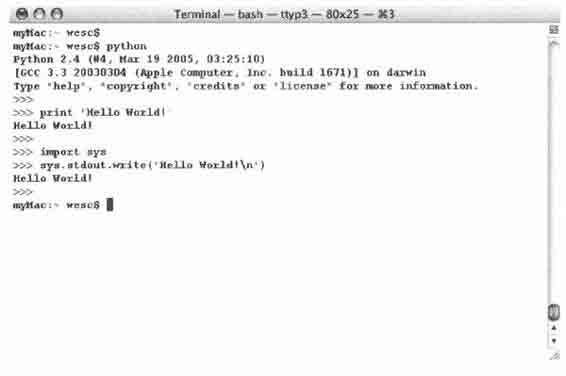 Terminal — bash — ttyp3 — 80x25 — ⌘3
myMac:~ wesc$
myMac:~ wesc$ python
Python 2.4 (#4, Mar 19 2005, 03:25:10)
[GCC 3.3 20030304 (Apple Computer, Inc. build 1671)] on darwin
Type "help", "copyright", "credits" or "license" for more information.
>>>
>>> print 'Hello World!'
Hello World!
>>>
>>> import sys
>>> sys.stdout.write('Hello World!\n')
Hello World!
>>>
myMac:~ wesc$